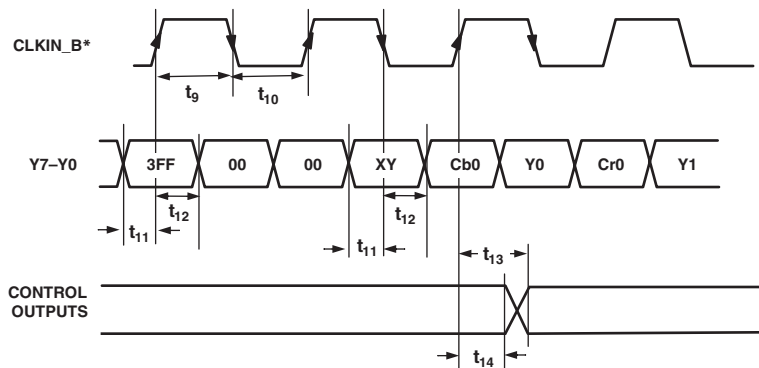 CLKIN_B*
t9
t10
Y7–Y0
3FF
00
00
XY
Cb0
Y0
Cr0
Y1
t12
t12
t11
t11
t13
CONTROL
OUTPUTS
t14